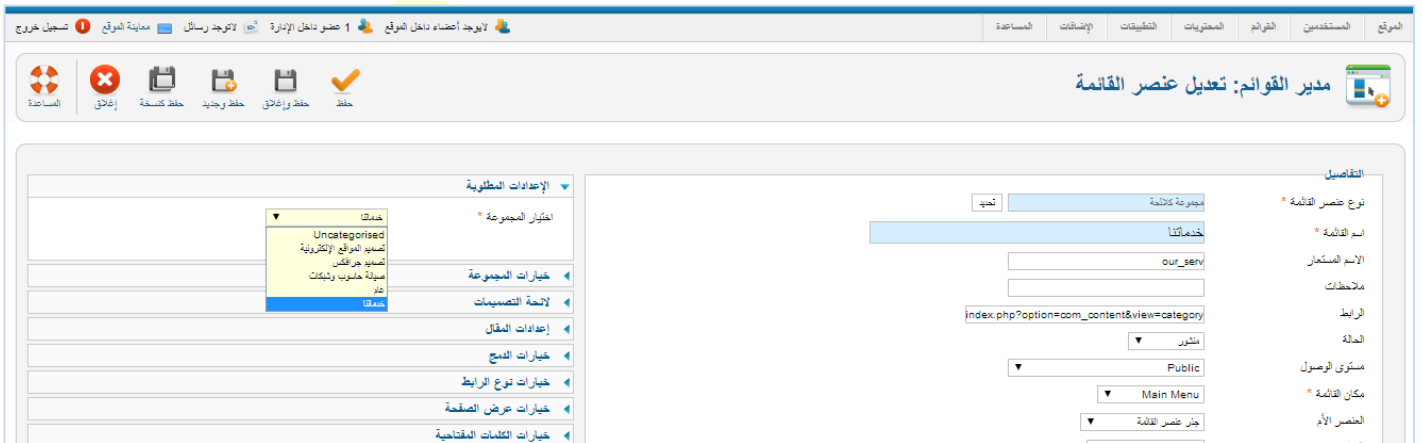 الموقع المستخدمين القوائم المحتويات التطبيقات الإضافات المساعدة
لايوجد أعضاء داخل الموقع 1 عضو داخل الإدارة لاتوجد رسائل معاينة الموقع تسجيل خروج
مدير القوائم: تعديل عنصر القائمة
حفظ حفظ وإغلاق حفظ وجديد حفظ كنسخة إغلاق المساعدة
التفاصيل
نوع عنصر القائمة * مجموعة كلائحة تحديد
اسم القائمة * خدماتنا
الاسم المستعار our_serv
ملاحظات
الرابط index.php?option=com_content&view=category
الحالة منشور
مستوى الوصول Public
مكان القائمة * Main Menu
العنصر الأم جذر عنصر القائمة
الإعدادات المطلوبة
اختيار المجموعة * خدماتنا
Uncategorised
تصميم المواقع الإلكترونية
تصميم جرافكس
صيانة حاسوب وشبكات
عام
خدماتنا
خيارات المجموعة
لائحة التصميمات
إعدادات المقال
خيارات الدمج
خيارات نوع الرابط
خيارات عرض الصفحة
خيارات الكلمات المفتاحية